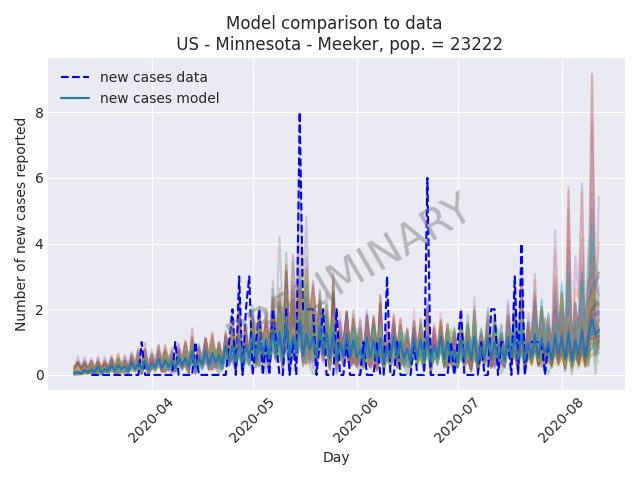 Model comparison to data
US - Minnesota - Meeker, pop. = 23222
new cases data
new cases model
PRELIMINARY
Number of new cases reported
8
6
4
2
0
2020-04
2020-05
2020-06
2020-07
2020-08
Day